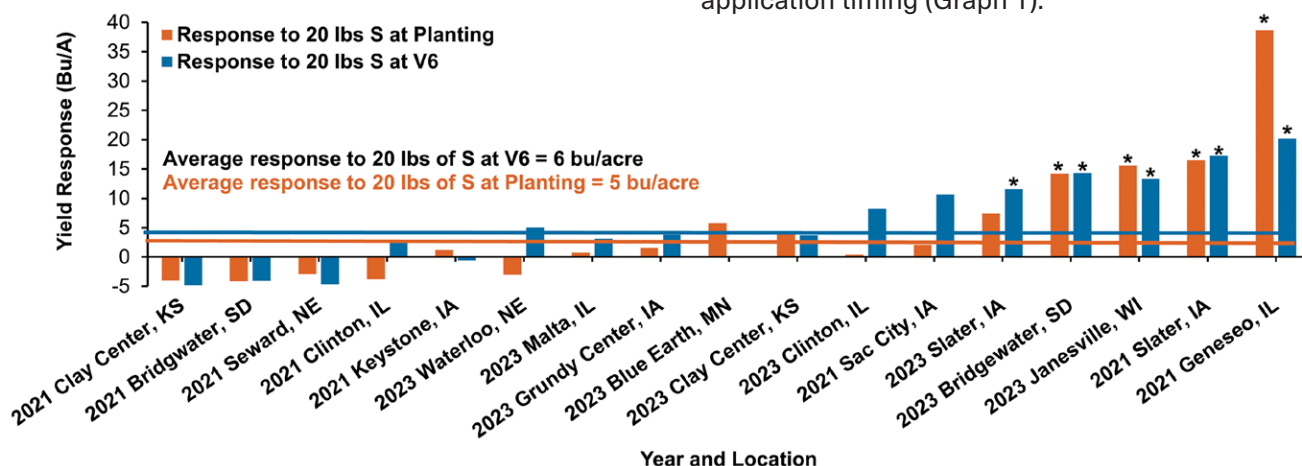 application timing (Graph 1).
Yield Response (Bu/A)
40
35
30
25
20
15
10
5
0
-5
Response to 20 lbs S at Planting
Response to 20 lbs S at V6
Average response to 20 lbs of S at V6 = 6 bu/acre
Average response to 20 lbs of S at Planting = 5 bu/acre
* * * * * * * * *
2021 Clay Center, KS
2021 Bridgwater, SD
2021 Seward, NE
2021 Clinton, IL
2021 Keystone, IA
2023 Waterloo, NE
2023 Malta, IL
2023 Grundy Center, IA
2023 Blue Earth, MN
2023 Clay Center, KS
2023 Clinton, IL
2021 Sac City, IA
2023 Slater, IA
2023 Bridgewater, SD
2023 Janesville, WI
2021 Slater, IA
2021 Geneseo, IL
Year and Location